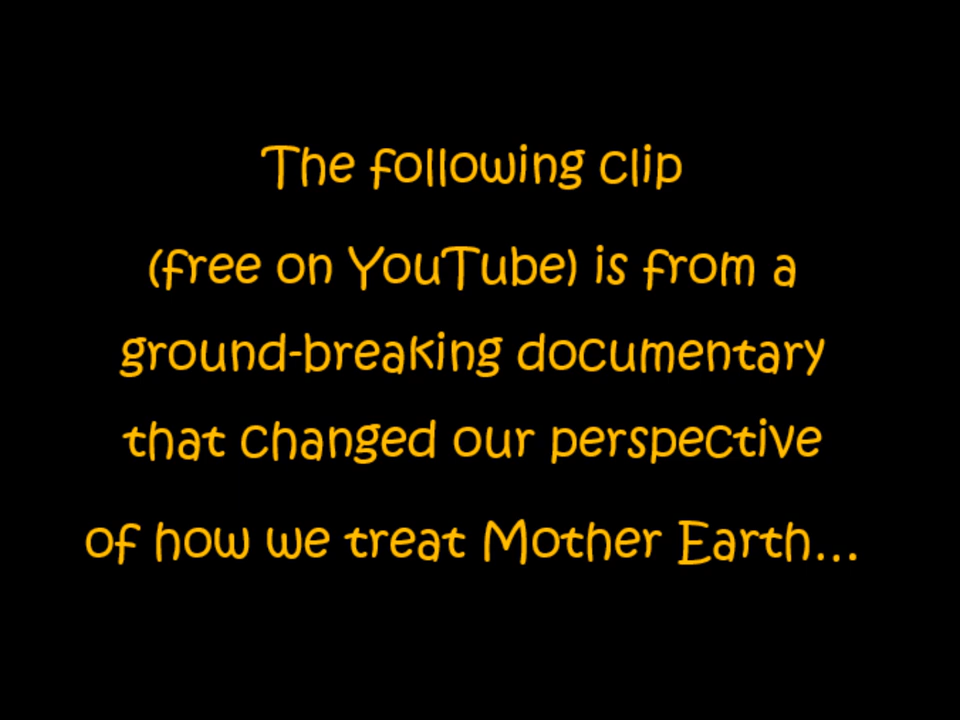 The following clip
(free on YouTube) is from a
ground-breaking documentary
that changed our perspective
of how we treat Mother Earth…